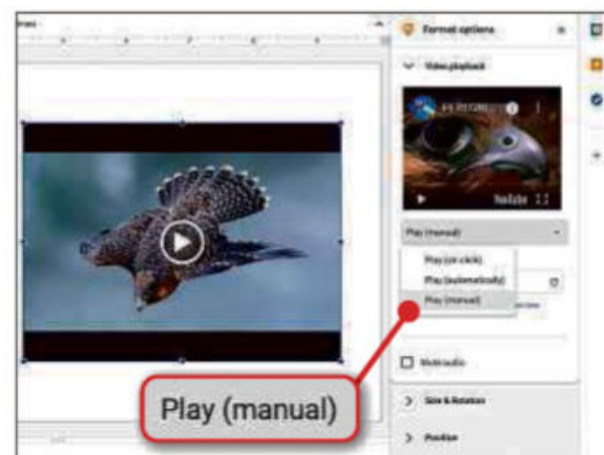 Format options
Video playback
YouTube
Play (manual)
Play (on click)
Play (automatically)
Play (manual)
Mute audio
Play (manual)
Size & Rotation
Position